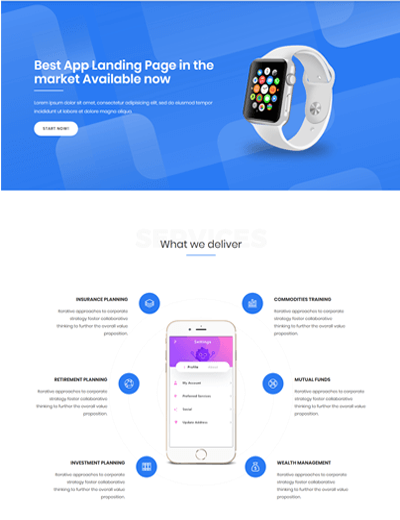 Best App Landing Page in the
market Available now
Lorem ipsum dolor sit amet, consectetur adipiscing elit, sed do eiusmod tempor
incididunt ut labore et dolore magna aliqua.
START NOW!
SERVICES
What we deliver
INSURANCE PLANNING
Iterative approaches to corporate
strategy foster collaborative
thinking to further the overall value
proposition.
COMMODITIES TRAINING
Iterative approaches to corporate
strategy foster collaborative
thinking to further the overall value
proposition.
Settings
Profile
My Account
Preferred Services
Social
Update Address
RETIREMENT PLANNING
Iterative approaches to corporate
strategy foster collaborative
thinking to further the overall value
proposition.
MUTUAL FUNDS
Iterative approaches to corporate
strategy foster collaborative
thinking to further the overall value
proposition.
INVESTMENT PLANNING
Iterative approaches to corporate
strategy foster collaborative
thinking to further the overall value
proposition.
WEALTH MANAGEMENT
Iterative approaches to corporate
strategy foster collaborative
thinking to further the overall value
proposition.